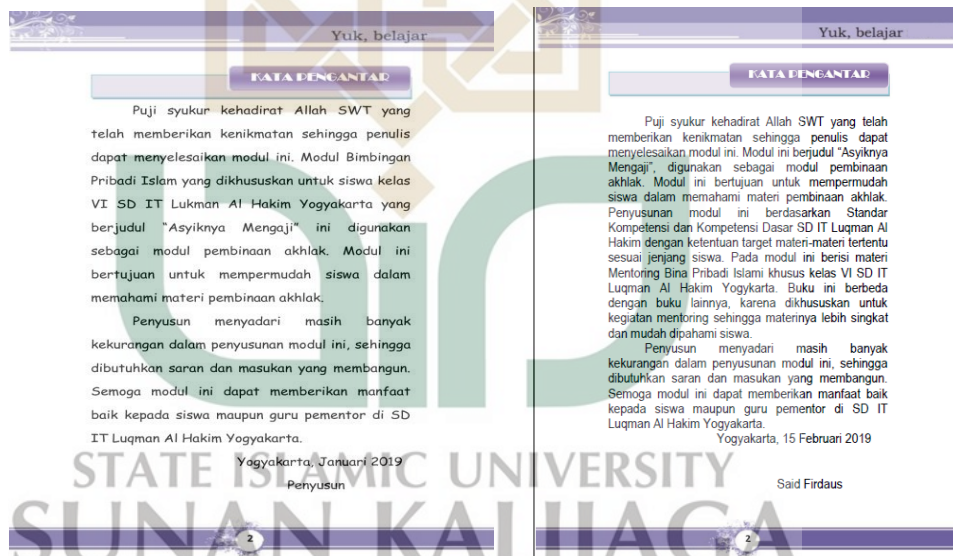 Yuk, belajar
KATA PENGANTAR
Puji syukur kehadirat Allah SWT yang
telah memberikan kenikmatan sehingga penulis
dapat menyelesaikan modul ini. Modul Bimbingan
Pribadi Islam yang dikhususkan untuk siswa kelas
VI SD IT Lukman Al Hakim Yogyakarta yang
berjudul "Asyiknya Mengaji" ini digunakan
sebagai modul pembinaan akhlak. Modul ini
bertujuan untuk mempermudah siswa dalam
memahami materi pembinaan akhlak.
Penyusun menyadari masih banyak
kekurangan dalam penyusunan modul ini, sehingga
dibutuhkan saran dan masukan yang membangun.
Semoga modul ini dapat memberikan manfaat
baik kepada siswa maupun guru pementor di SD
IT Luqman Al Hakim Yogyakarta.
Yogyakarta, Januari 2019
Penyusun
2
Yuk, belajar
KATA PENGANTAR
Puji syukur kehadirat Allah SWT yang telah
memberikan kenikmatan sehingga penulis dapat
menyelesaikan modul ini. Modul ini berjudul "Asyiknya
Mengaji", digunakan sebagai modul pembinaan
akhlak. Modul ini bertujuan untuk mempermudah
siswa dalam memahami materi pembinaan akhlak.
Penyusunan modul ini berdasarkan Standar
Kompetensi dan Kompetensi Dasar SD IT Luqman Al
Hakim dengan ketentuan target materi-materi tertentu
sesuai jenjang siswa. Pada modul ini berisi materi
Mentoring Bina Pribadi Islami khusus kelas VI SD IT
Luqman Al Hakim Yogykarta. Buku ini berbeda
dengan buku lainnya, karena dikhususkan untuk
kegiatan mentoring sehingga materinya lebih singkat
dan mudah dipahami siswa.
Penyusun menyadari masih banyak
kekurangan dalam penyusunan modul ini, sehingga
dibutuhkan saran dan masukan yang membangun.
Semoga modul ini dapat memberikan manfaat baik
kepada siswa maupun guru pementor di SD IT
Luqman Al Hakim Yogyakarta.
Yogyakarta, 15 Februari 2019
Said Firdaus
2
STATE ISLAMIC UNIVERSITY
SUNAN KALIJAGA